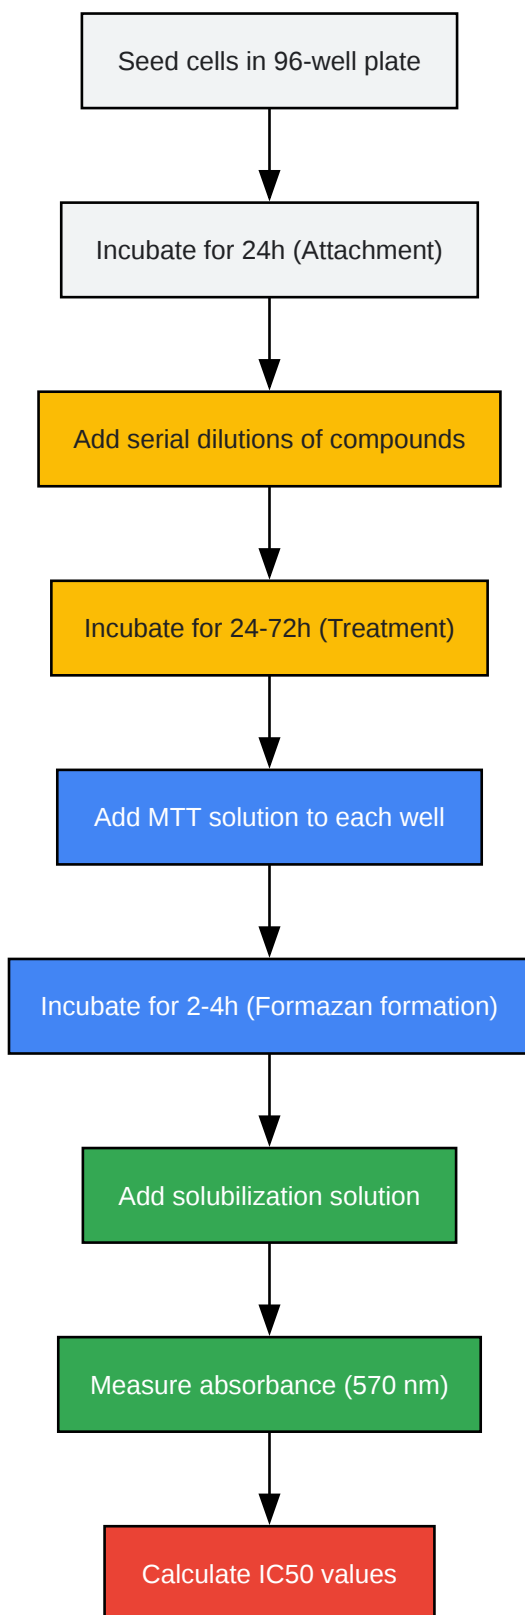 Seed cells in 96-well plate
Incubate for 24h (Attachment)
Add serial dilutions of compounds
Incubate for 24-72h (Treatment)
Add MTT solution to each well
Incubate for 2-4h (Formazan formation)
Add solubilization solution
Measure absorbance (570 nm)
Calculate IC50 values